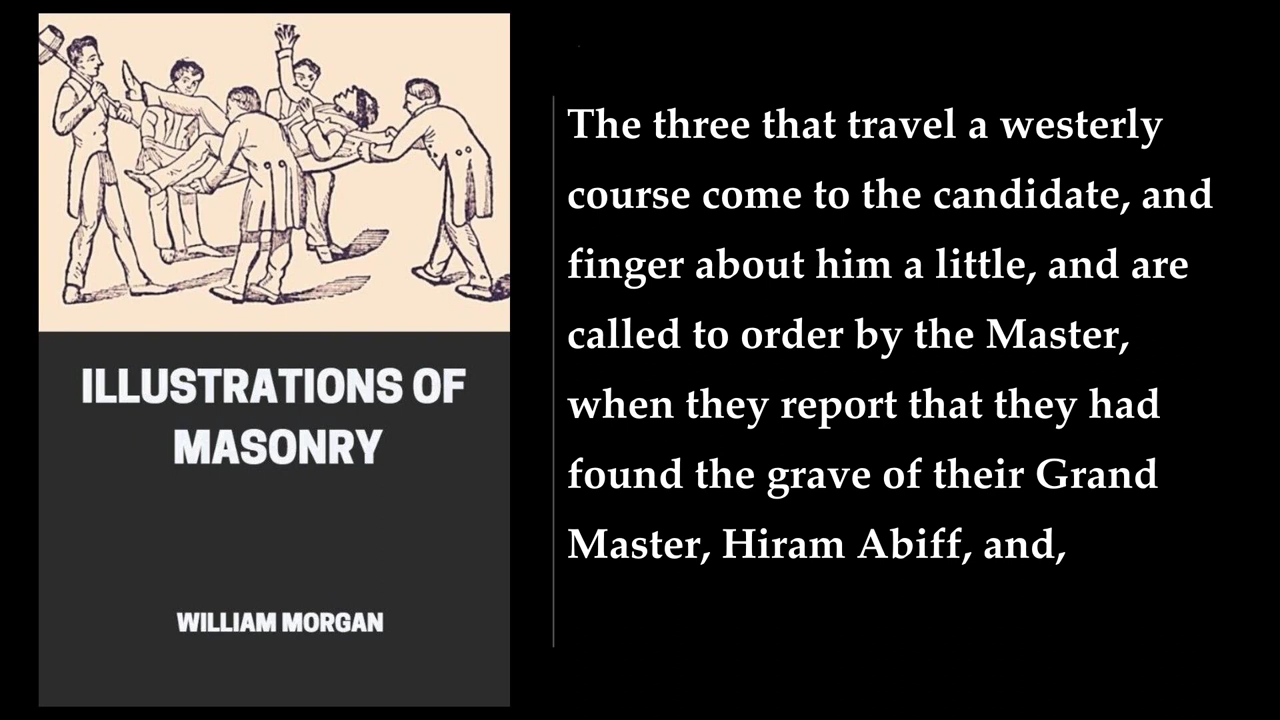 ILLUSTRATIONS OF
MASONRY
WILLIAM MORGAN
The three that travel a westerly
course come to the candidate, and
finger about him a little, and are
called to order by the Master,
when they report that they had
found the grave of their Grand
Master, Hiram Abiff, and,